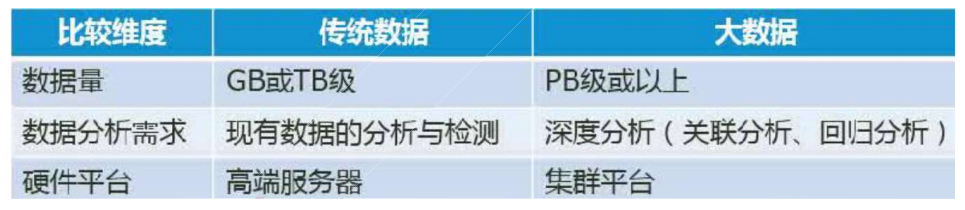 比较维度 传统数据 大数据
数据量 GB或TB级 PB级或以上
数据分析需求 现有数据的分析与检测 深度分析（关联分析、回归分析）
硬件平台 高端服务器 集群平台